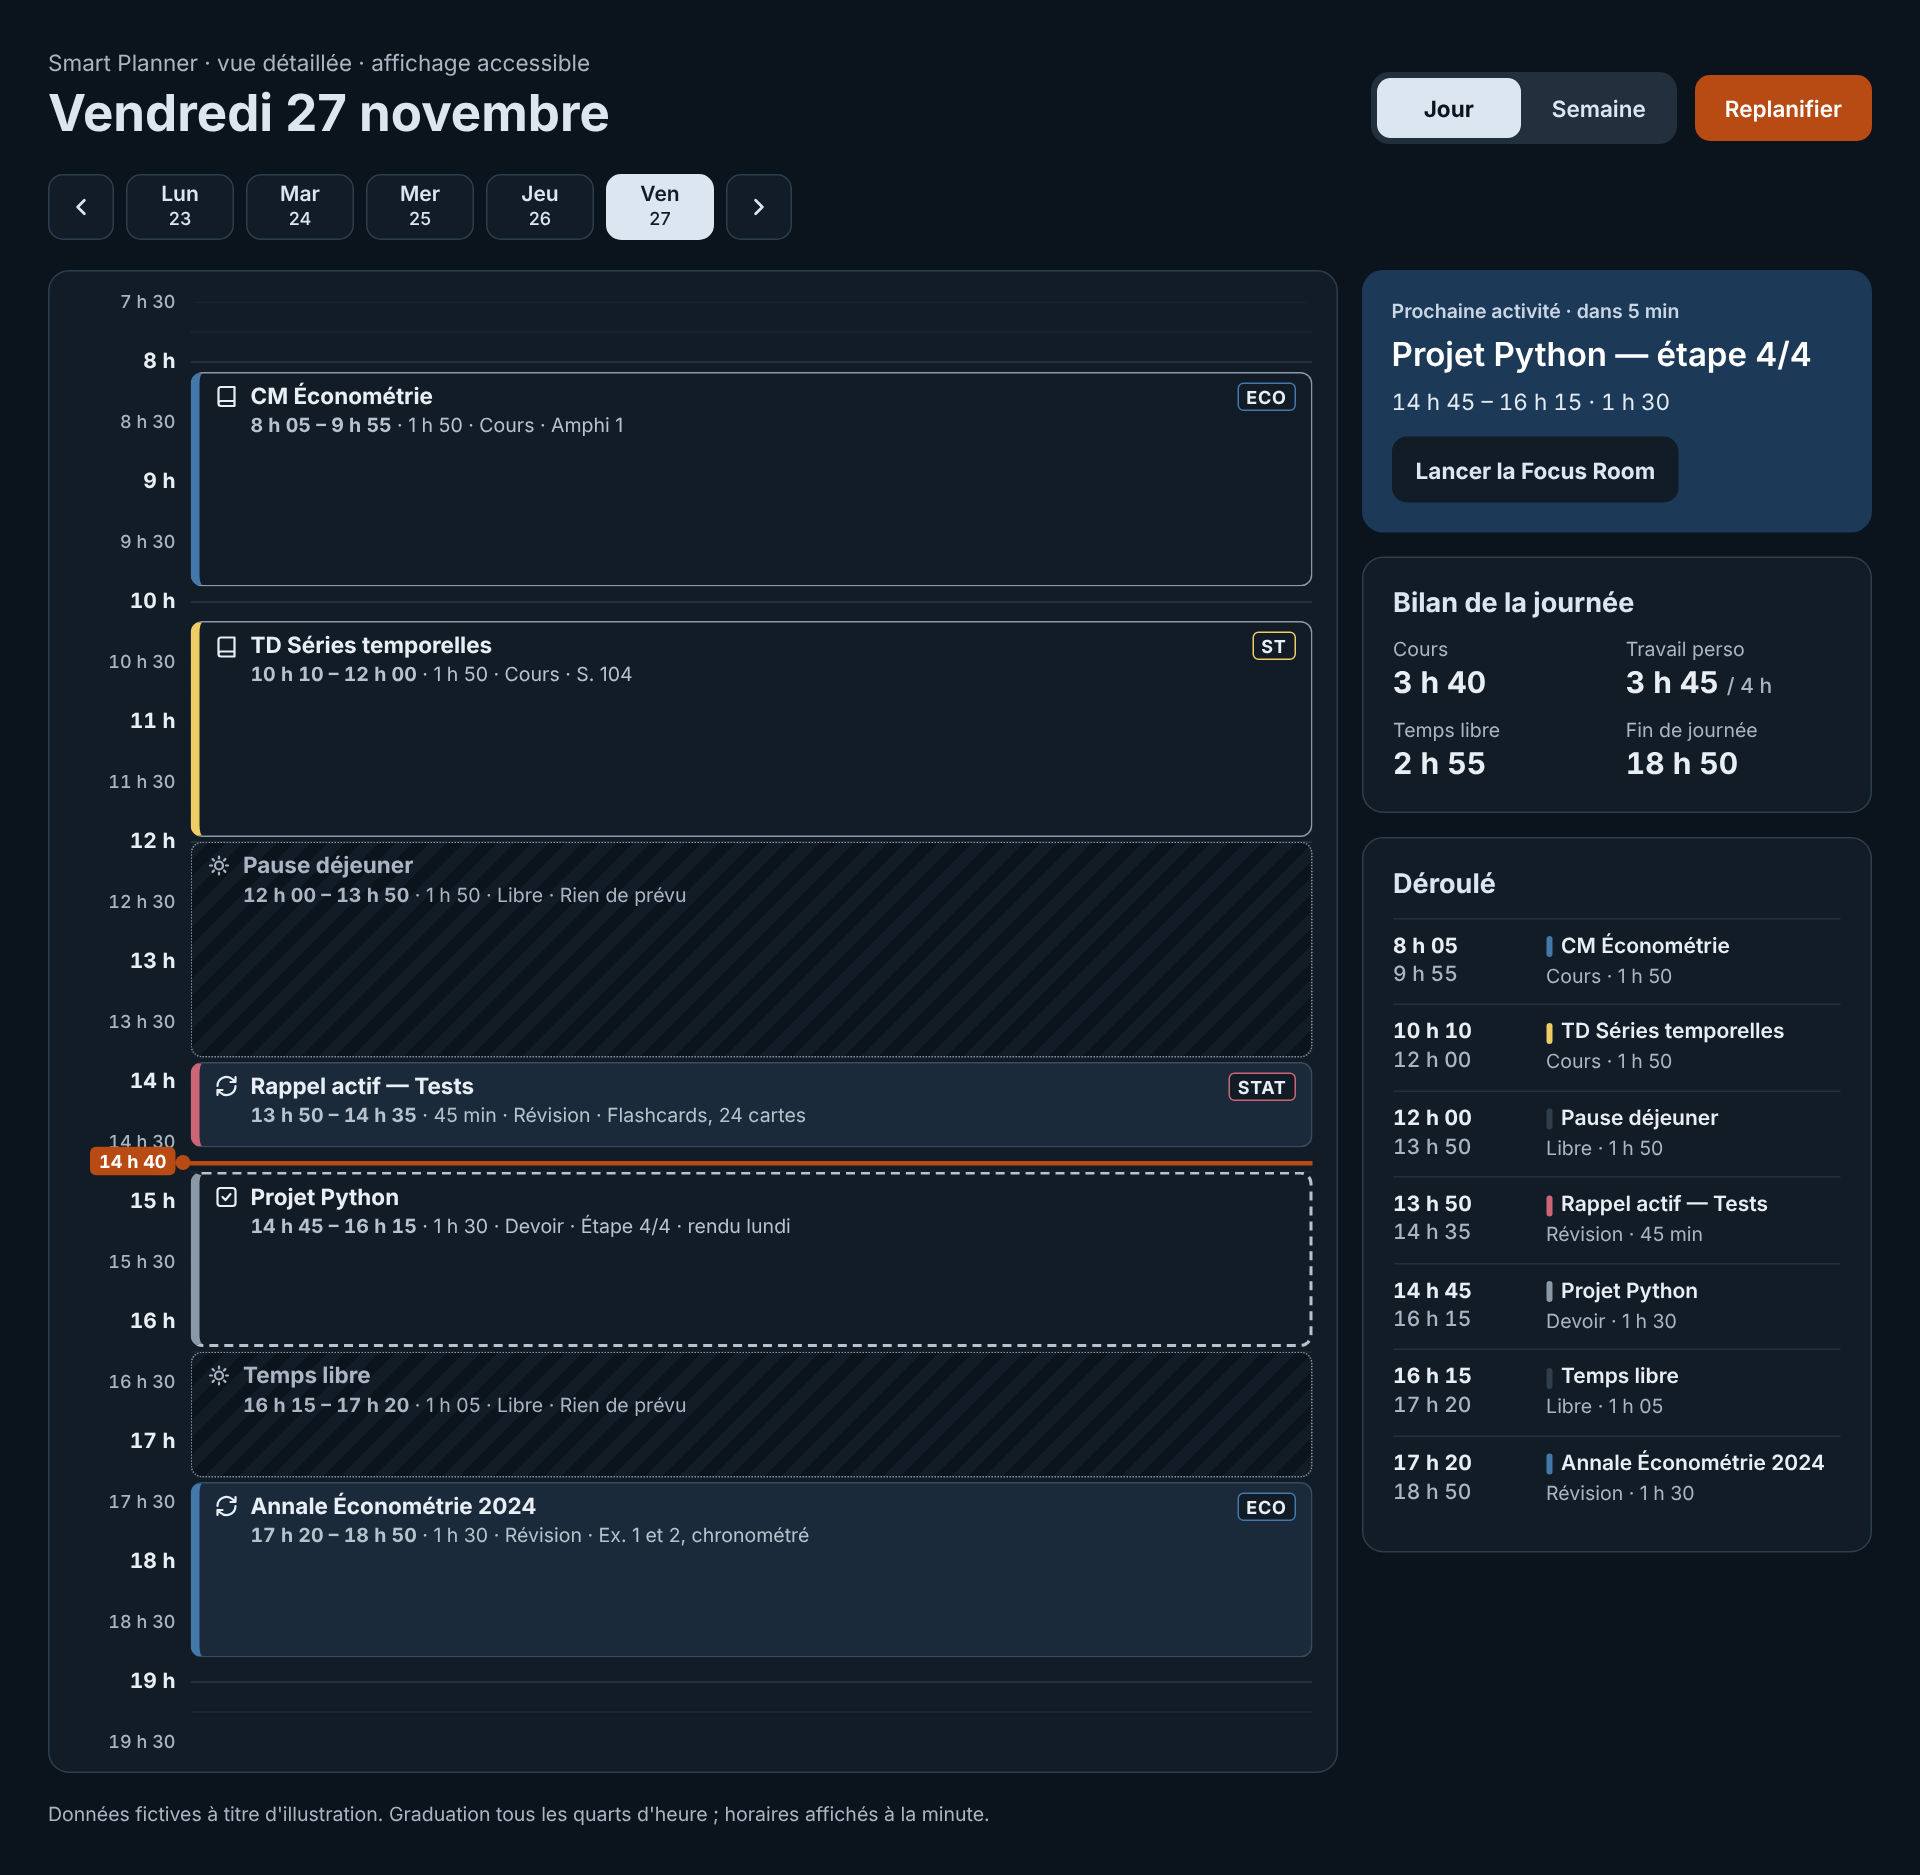 Smart Planner · vue détaillée · affichage accessible
Vendredi 27 novembre
Jour
Semaine
Replanifier
Lun
23
Mar
24
Mer
25
Jeu
26
Ven
27
7 h 30
8 h
8 h 30
9 h
9 h 30
10 h
10 h 30
11 h
11 h 30
12 h
12 h 30
13 h
13 h 30
14 h
14 h 30
14 h 40
15 h
15 h 30
16 h
16 h 30
17 h
17 h 30
18 h
18 h 30
19 h
19 h 30
CM Économétrie
ECO
8 h 05 – 9 h 55 · 1 h 50 · Cours · Amphi 1
TD Séries temporelles
ST
10 h 10 – 12 h 00 · 1 h 50 · Cours · S. 104
Pause déjeuner
12 h 00 – 13 h 50 · 1 h 50 · Libre · Rien de prévu
Rappel actif — Tests
STAT
13 h 50 – 14 h 35 · 45 min · Révision · Flashcards, 24 cartes
Projet Python
14 h 45 – 16 h 15 · 1 h 30 · Devoir · Étape 4/4 · rendu lundi
Temps libre
16 h 15 – 17 h 20 · 1 h 05 · Libre · Rien de prévu
Annale Économétrie 2024
ECO
17 h 20 – 18 h 50 · 1 h 30 · Révision · Ex. 1 et 2, chronométré
Prochaine activité · dans 5 min
Projet Python — étape 4/4
14 h 45 – 16 h 15 · 1 h 30
Lancer la Focus Room
Bilan de la journée
Cours
3 h 40
Travail perso
3 h 45 / 4 h
Temps libre
2 h 55
Fin de journée
18 h 50
Déroulé
8 h 05
9 h 55
CM Économétrie
Cours · 1 h 50
10 h 10
12 h 00
TD Séries temporelles
Cours · 1 h 50
12 h 00
13 h 50
Pause déjeuner
Libre · 1 h 50
13 h 50
14 h 35
Rappel actif — Tests
Révision · 45 min
14 h 45
16 h 15
Projet Python
Devoir · 1 h 30
16 h 15
17 h 20
Temps libre
Libre · 1 h 05
17 h 20
18 h 50
Annale Économétrie 2024
Révision · 1 h 30
Données fictives à titre d'illustration. Graduation tous les quarts d'heure ; horaires affichés à la minute.